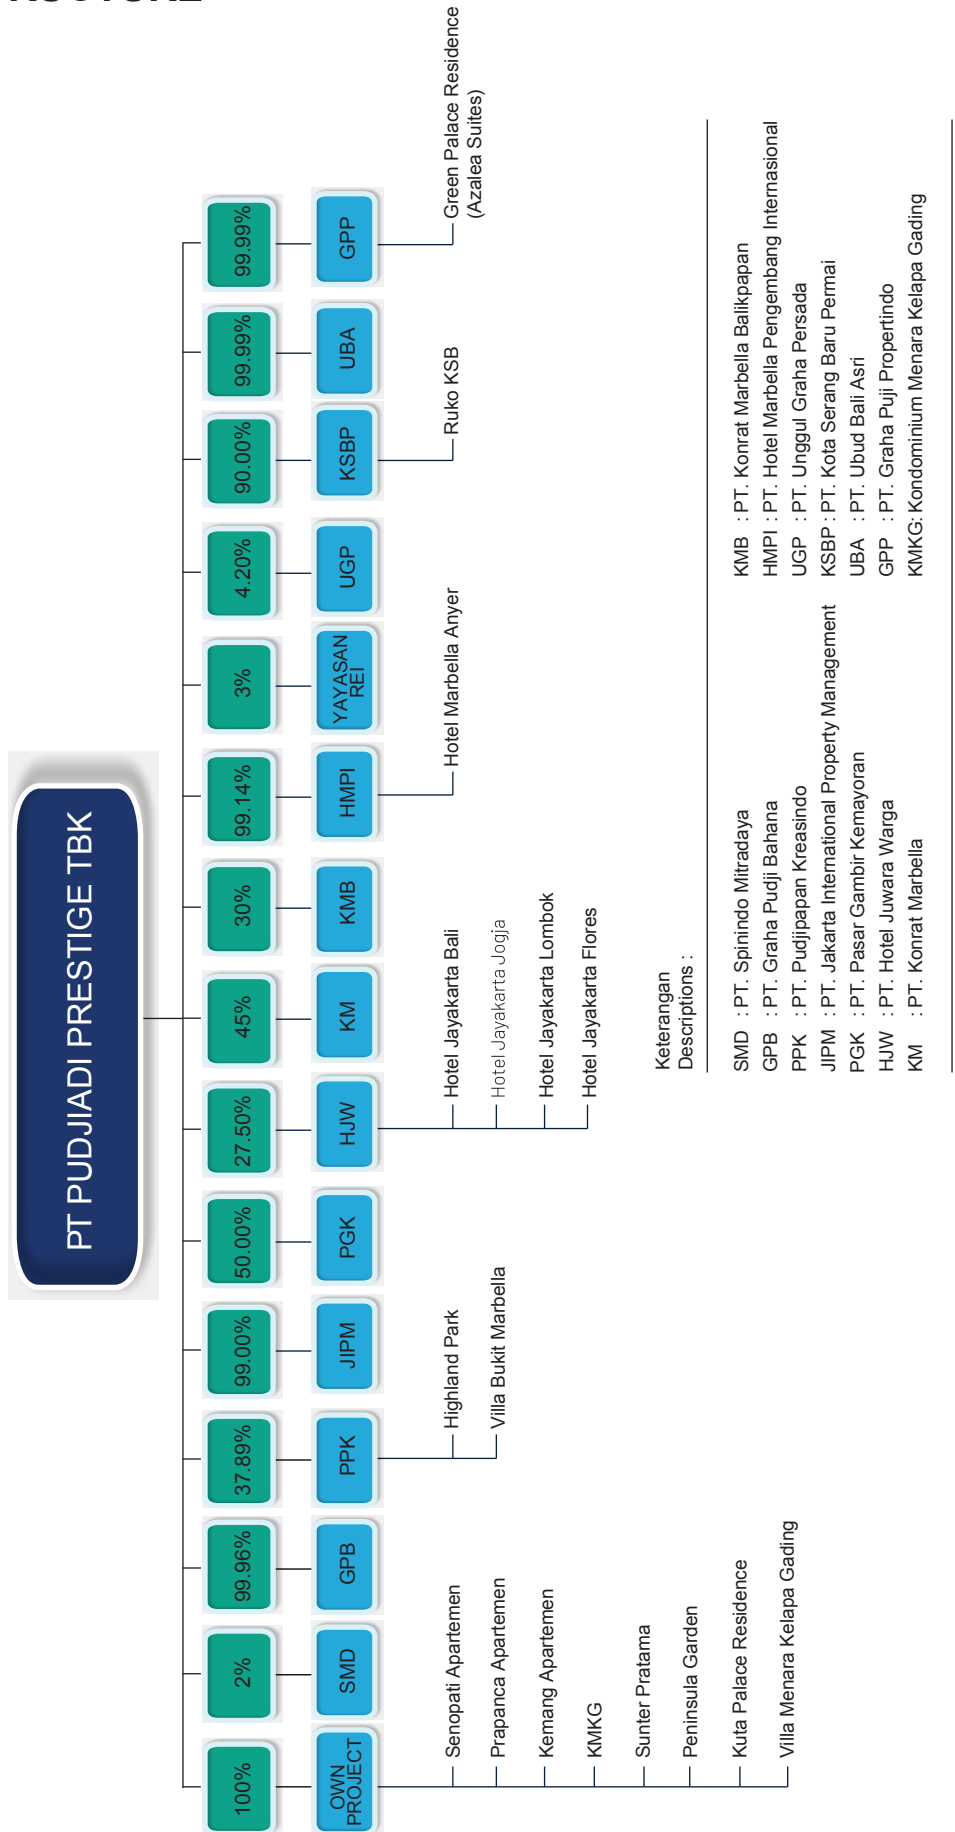 PT PUDJIADI PRESTIGE TBK
100%
2%
99.96%
37.89%
99.00%
50.00%
27.50%
45%
30%
99.14%
3%
4.20%
90.00%
99.99%
99.99%
OWN
PROJECT
SMD
GPB
PPK
JIPM
PGK
HJW
KM
KMB
HMPI
YAYASAN
REI
UGP
KSBP
UBA
GPP
Senopati Apartemen
Prapanca Apartemen
Kemang Apartemen
KMKG
Sunter Pratama
Peninsula Garden
Kuta Palace Residence
Villa Menara Kelapa Gading
Highland Park
Villa Bukit Marbella
Hotel Jayakarta Bali
Hotel Jayakarta Jogja
Hotel Jayakarta Lombok
Hotel Jayakarta Flores
Hotel Marbella Anyer
Ruko KSB
Green Palace Residence
(Azalea Suites)
Keterangan
Descriptions :
SMD : PT. Spinindo Mitradaya
GPB : PT. Graha Pudji Bahana
PPK : PT. Pudjipapan Kreasindo
JIPM : PT. Jakarta International Property Management
PGK : PT. Pasar Gambir Kemayoran
HJW : PT. Hotel Juwara Warga
KM : PT. Konrat Marbella
KMB : PT. Konrat Marbella Balikpapan
HMPI : PT. Hotel Marbella Pengembang Internasional
UGP : PT. Unggul Graha Persada
KSBP : PT. Kota Serang Baru Permai
UBA : PT. Ubud Bali Asri
GPP : PT. Graha Puji Propertindo
KMKG: Kondominium Menara Kelapa Gading